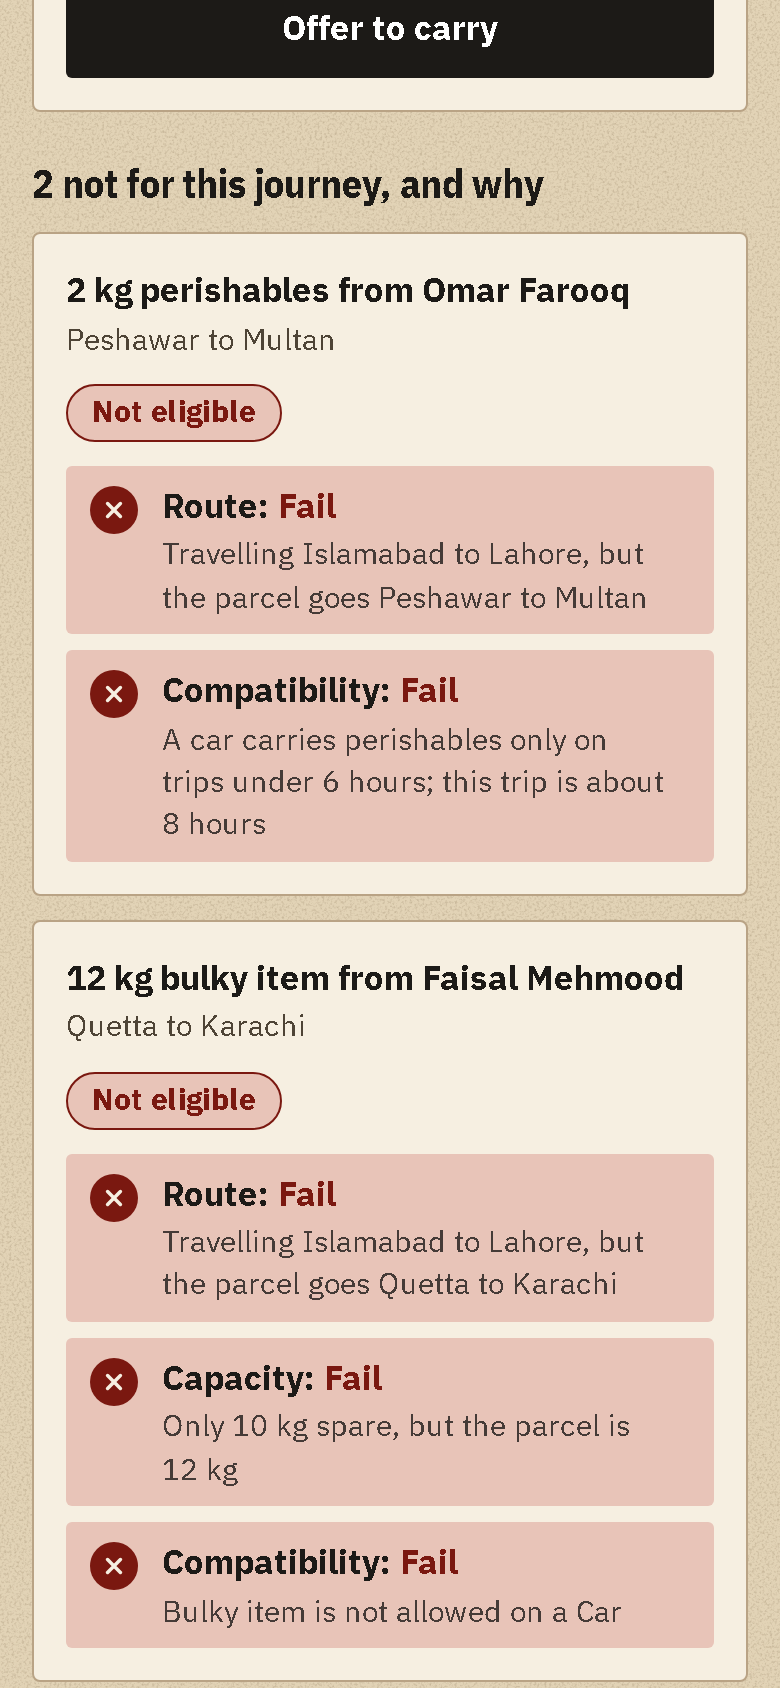 Offer to carry
2 not for this journey, and why
2 kg perishables from Omar Farooq
Peshawar to Multan
Not eligible
Route: Fail
Travelling Islamabad to Lahore, but
the parcel goes Peshawar to Multan
Compatibility: Fail
A car carries perishables only on
trips under 6 hours; this trip is about
8 hours
12 kg bulky item from Faisal Mehmood
Quetta to Karachi
Not eligible
Route: Fail
Travelling Islamabad to Lahore, but
the parcel goes Quetta to Karachi
Capacity: Fail
Only 10 kg spare, but the parcel is
12 kg
Compatibility: Fail
Bulky item is not allowed on a Car